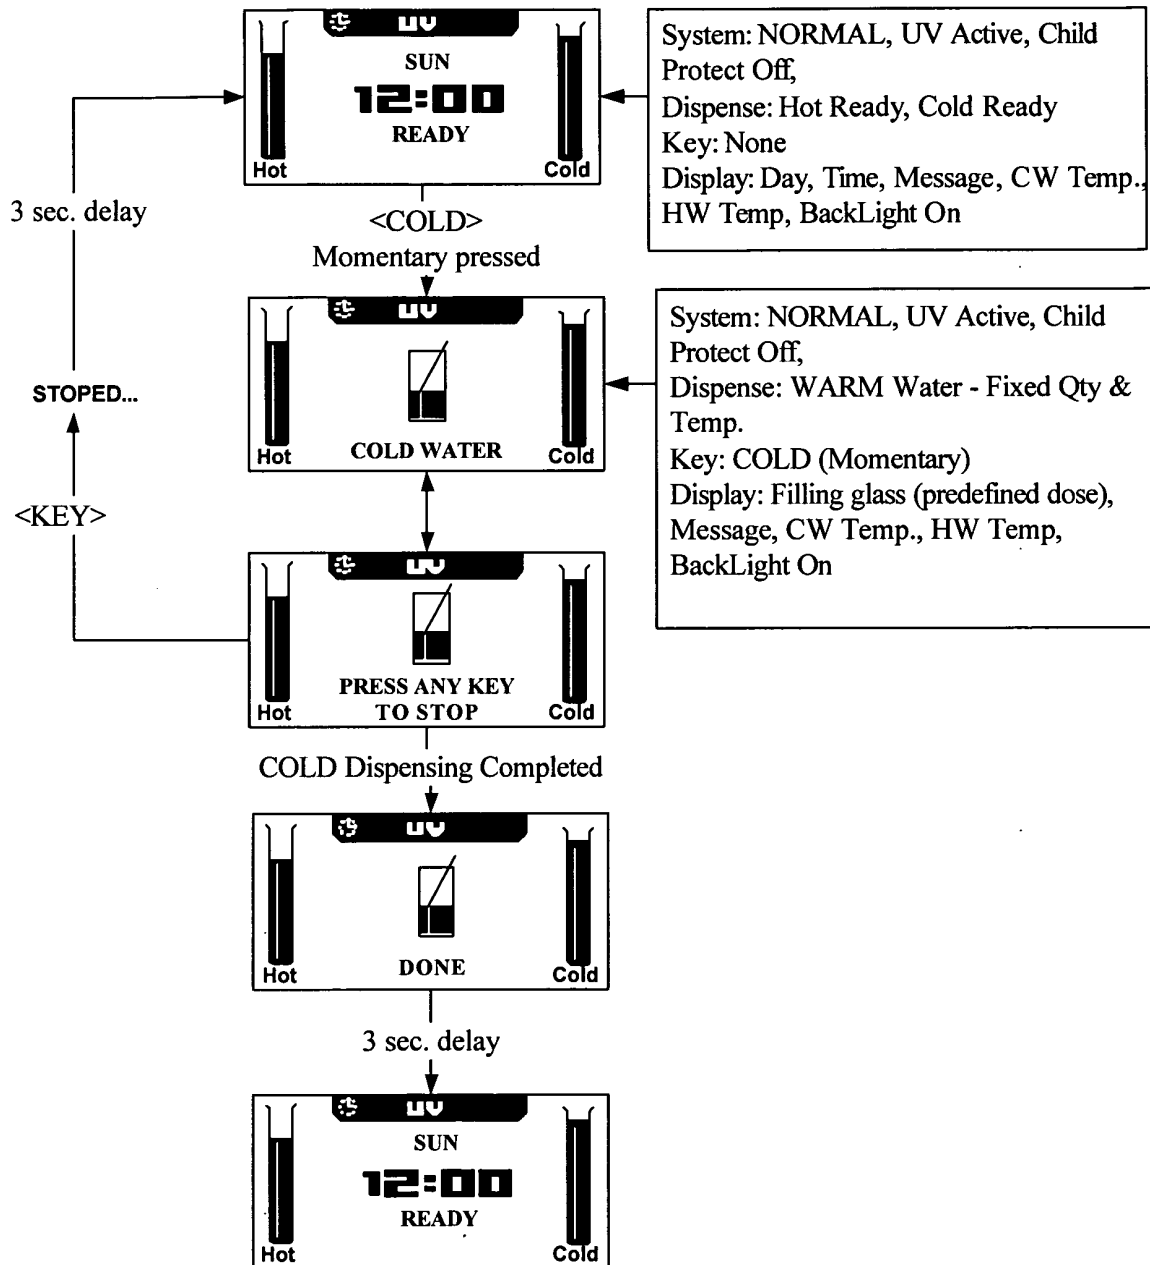 UV
SUN
12:00
READY
Hot
Cold
System: NORMAL, UV Active, Child
Protect Off,
Dispense: Hot Ready, Cold Ready
Key: None
Display: Day, Time, Message, CW Temp.,
HW Temp, BackLight On
3 sec. delay
<COLD>
Momentary pressed
UV
COLD WATER
Hot
Cold
System: NORMAL, UV Active, Child
Protect Off,
Dispense: WARM Water - Fixed Qty &
Temp.
Key: COLD (Momentary)
Display: Filling glass (predefined dose),
Message, CW Temp., HW Temp,
BackLight On
STOPED...
<KEY>
UV
PRESS ANY KEY
TO STOP
Hot
Cold
COLD Dispensing Completed
UV
DONE
Hot
Cold
3 sec. delay
UV
SUN
12:00
READY
Hot
Cold